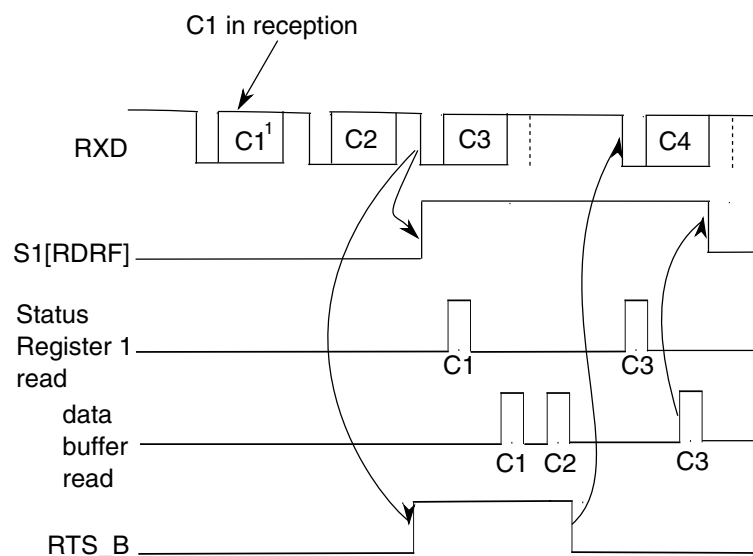 C1 in reception
RXD
C1¹ C2 C3 C4
S1[RDRF]
Status
Register 1
read
C1 C3
data
buffer
read
C1 C2 C3
RTS_B